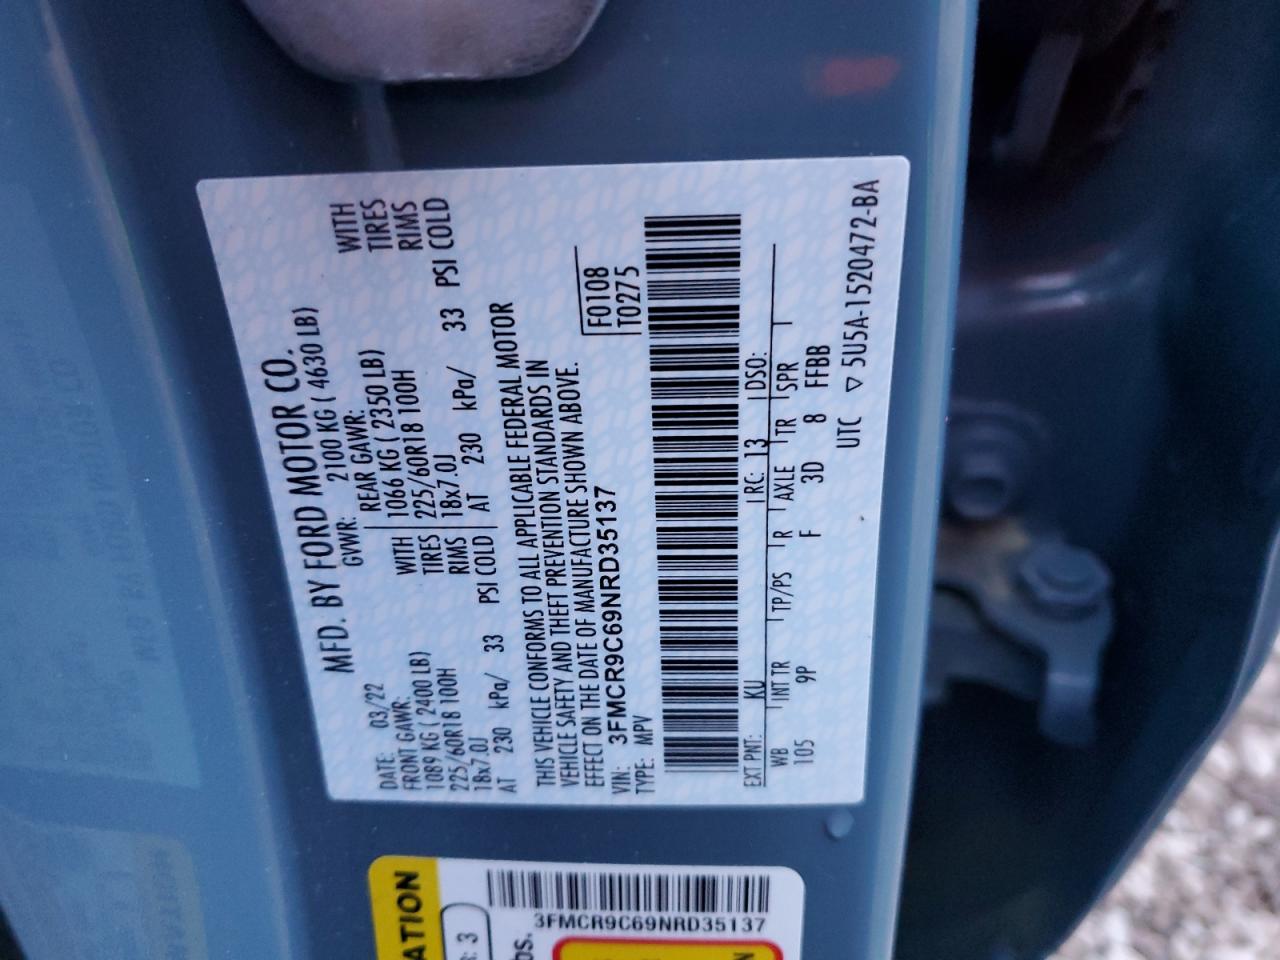 MFD. BY FORD MOTOR CO.
DATE: 03/22 GVWR: 2100 KG ( 4630 LB)
FRONT GAWR: REAR GAWR:
1089 KG ( 2400 LB) WITH 1066 KG ( 2350 LB) WITH
225/60R18 100H TIRES 225/60R18 100H TIRES
18x7.0J RIMS 18x7.0J RIMS
AT 230 kPa/ 33 PSI COLD AT 230 kPa/ 33 PSI COLD
THIS VEHICLE CONFORMS TO ALL APPLICABLE FEDERAL MOTOR
VEHICLE SAFETY AND THEFT PREVENTION STANDARDS IN
EFFECT ON THE DATE OF MANUFACTURE SHOWN ABOVE.
VIN: 3FMCR9C69NRD35137 F0108
TYPE: MPV T0275
EXT PNT: KU RC: 13 DSO:
WB INT TR TP/PS R AXLE TR SPR
105 9P F 3D 8 FFBB
UTC ▽ 5U5A-1520472-BA
3FMCR9C69NRD35137